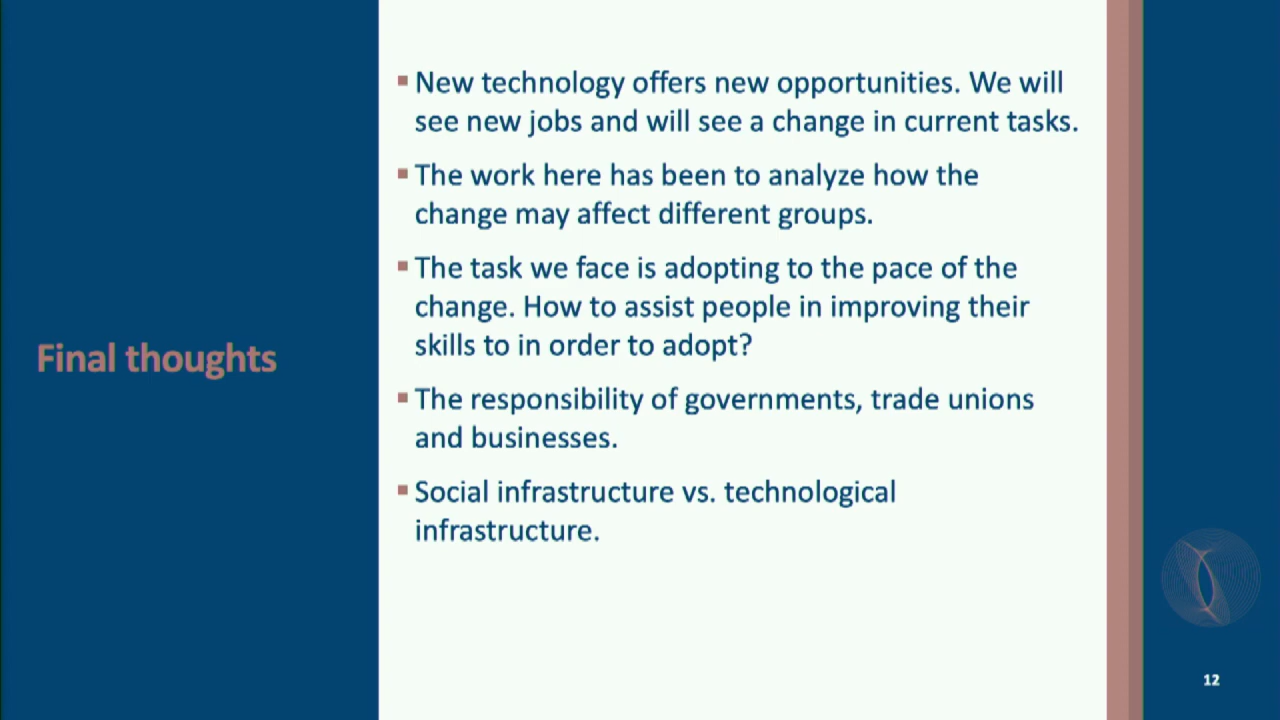 Final thoughts
▪ New technology offers new opportunities. We will
see new jobs and will see a change in current tasks.
▪ The work here has been to analyze how the
change may affect different groups.
▪ The task we face is adopting to the pace of the
change. How to assist people in improving their
skills to in order to adopt?
▪ The responsibility of governments, trade unions
and businesses.
▪ Social infrastructure vs. technological
infrastructure.
12